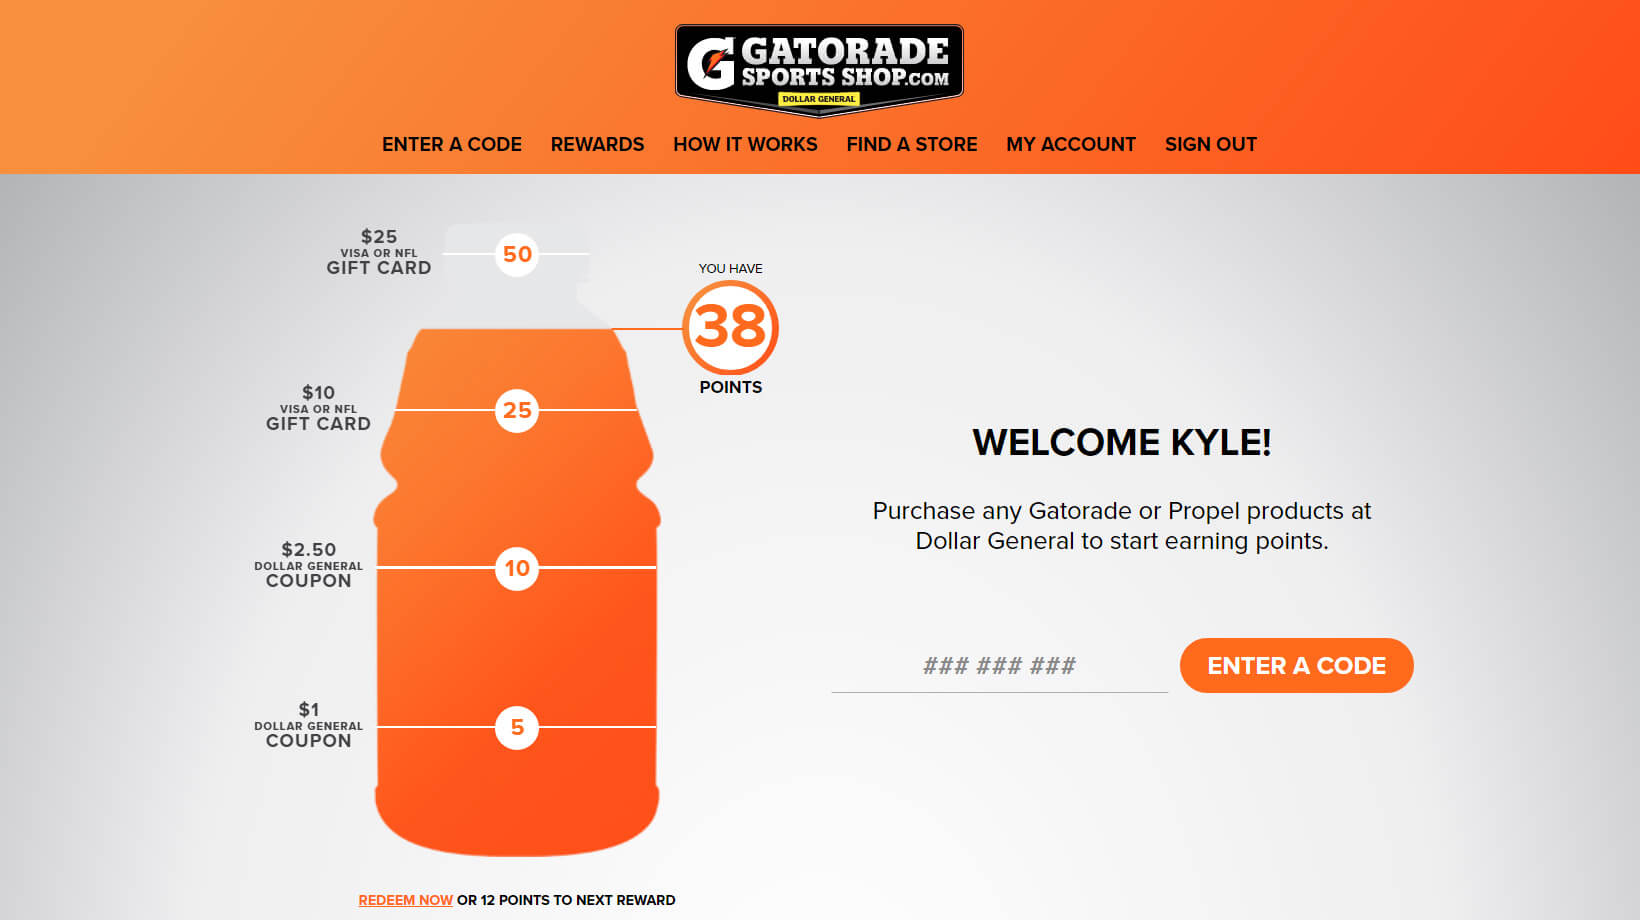 G GATORADE
SPORTS SHOP.COM
DOLLAR GENERAL
ENTER A CODE REWARDS HOW IT WORKS FIND A STORE MY ACCOUNT SIGN OUT
$25
VISA OR NFL
GIFT CARD
50
YOU HAVE
38
POINTS
$10
VISA OR NFL
GIFT CARD
25
$2.50
DOLLAR GENERAL
COUPON
10
$1
DOLLAR GENERAL
COUPON
5
REDEEM NOW OR 12 POINTS TO NEXT REWARD
WELCOME KYLE!
Purchase any Gatorade or Propel products at
Dollar General to start earning points.
### ### ###
ENTER A CODE